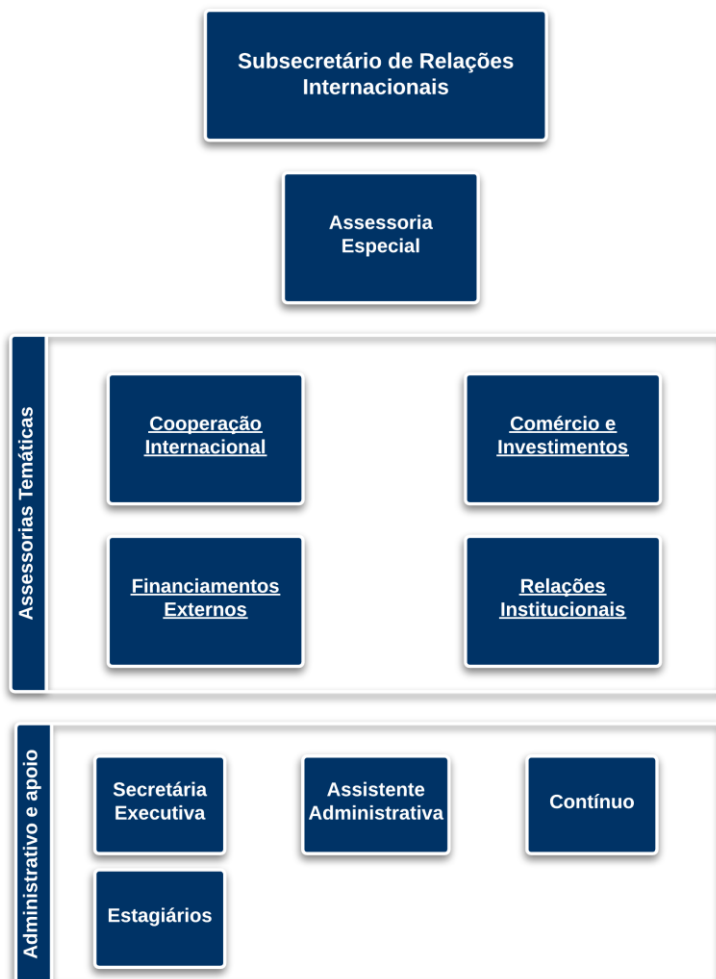 Subsecretário de Relações
Internacionais
Assessoria
Especial
Assessorias Temáticas
Cooperação
Internacional
Comércio e
Investimentos
Financiamentos
Externos
Relações
Institucionais
Administrativo e apoio
Secretária
Executiva
Assistente
Administrativa
Contínuo
Estagiários